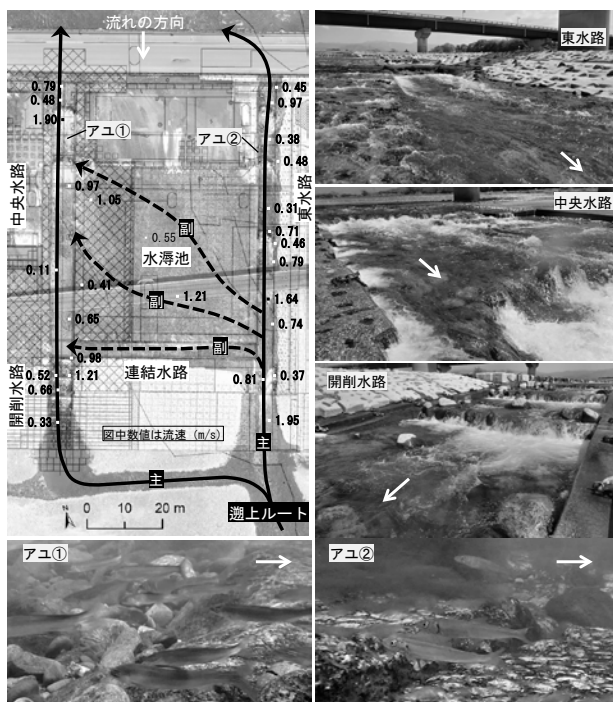 流れの方向
0.79
0.48
1.90
アユ①
アユ②
0.45
0.97
0.38
0.48
中央水路
0.97
1.05
副
0.55
水溽池
東水路
0.31
0.71
0.46
0.79
0.11
0.41
副
1.21
1.64
0.65
0.74
副
0.98
連結水路
開削水路
0.52
1.21
0.66
0.81
0.37
0.33
図中数値は流速 (m/s)
1.95
主
主
N
0 10 20 m
遡上ルート
東水路
中央水路
開削水路
アユ①
アユ②